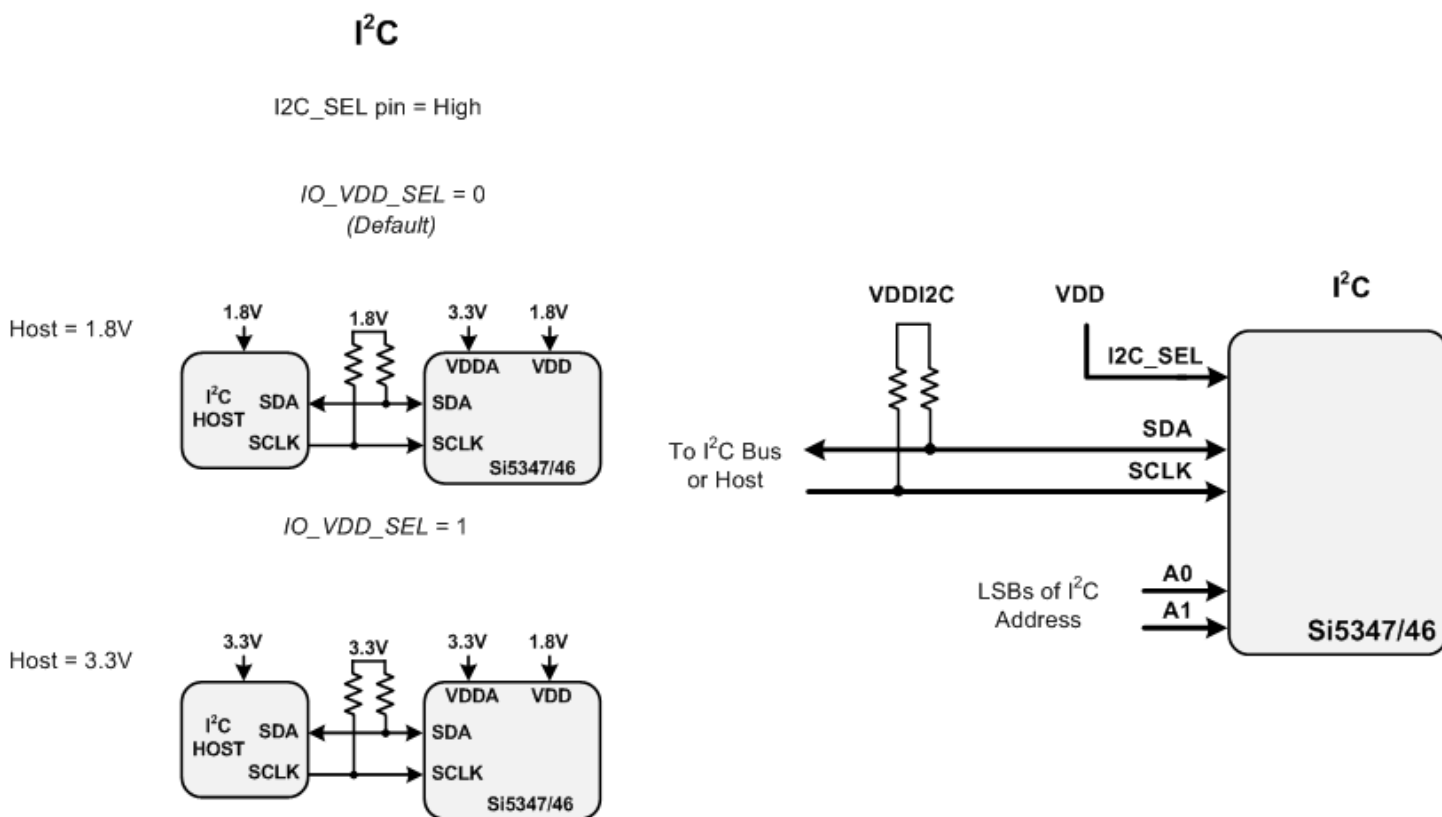 I²C
I2C_SEL pin = High
IO_VDD_SEL = 0
(Default)
Host = 1.8V
1.8V
1.8V
3.3V
1.8V
VDDA
VDD
I²C
HOST
SDA
SCLK
SDA
SCLK
Si5347/46
IO_VDD_SEL = 1
Host = 3.3V
3.3V
3.3V
3.3V
1.8V
VDDA
VDD
I²C
HOST
SDA
SCLK
SDA
SCLK
Si5347/46
VDDI2C
VDD
I²C
I2C_SEL
To I²C Bus
or Host
SDA
SCLK
LSBs of I²C
Address
A0
A1
Si5347/46